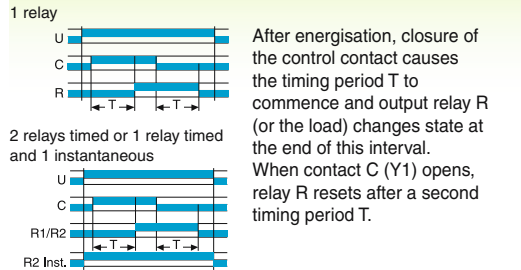 1 relay
U
C
R
T T
After energisation, closure of
the control contact causes
the timing period T to
commence and output relay R
(or the load) changes state at
the end of this interval.
When contact C (Y1) opens,
relay R resets after a second
timing period T.
2 relays timed or 1 relay timed
and 1 instantaneous
U
C
R1/R2
T T
R2 Inst.